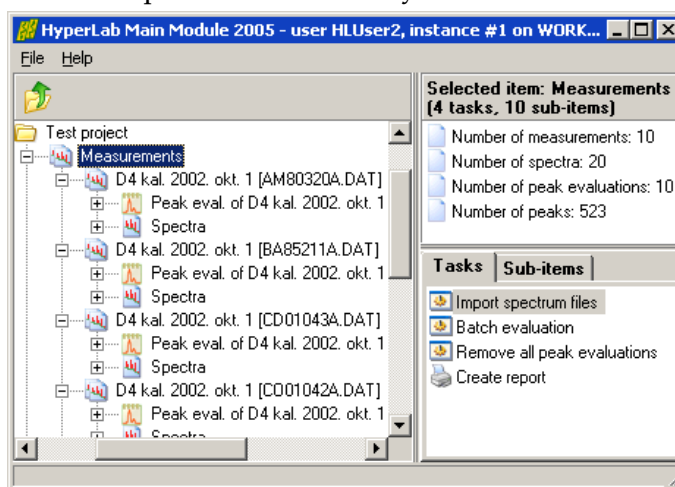 HyperLab Main Module 2005 - user HLUser2, instance #1 on WORK...
File Help
Test project
Measurements
D4 kal. 2002. okt. 1 [AM80320A.DAT]
Peak eval. of D4 kal. 2002. okt. 1
Spectra
D4 kal. 2002. okt. 1 [BA85211A.DAT]
Peak eval. of D4 kal. 2002. okt. 1
Spectra
D4 kal. 2002. okt. 1 [CD01043A.DAT]
Peak eval. of D4 kal. 2002. okt. 1
Spectra
D4 kal. 2002. okt. 1 [CO01042A.DAT]
Peak eval. of D4 kal. 2002. okt. 1
Spectra
Selected item: Measurements
(4 tasks, 10 sub-items)
Number of measurements: 10
Number of spectra: 20
Number of peak evaluations: 10
Number of peaks: 523
Tasks Sub-items
Import spectrum files
Batch evaluation
Remove all peak evaluations
Create report